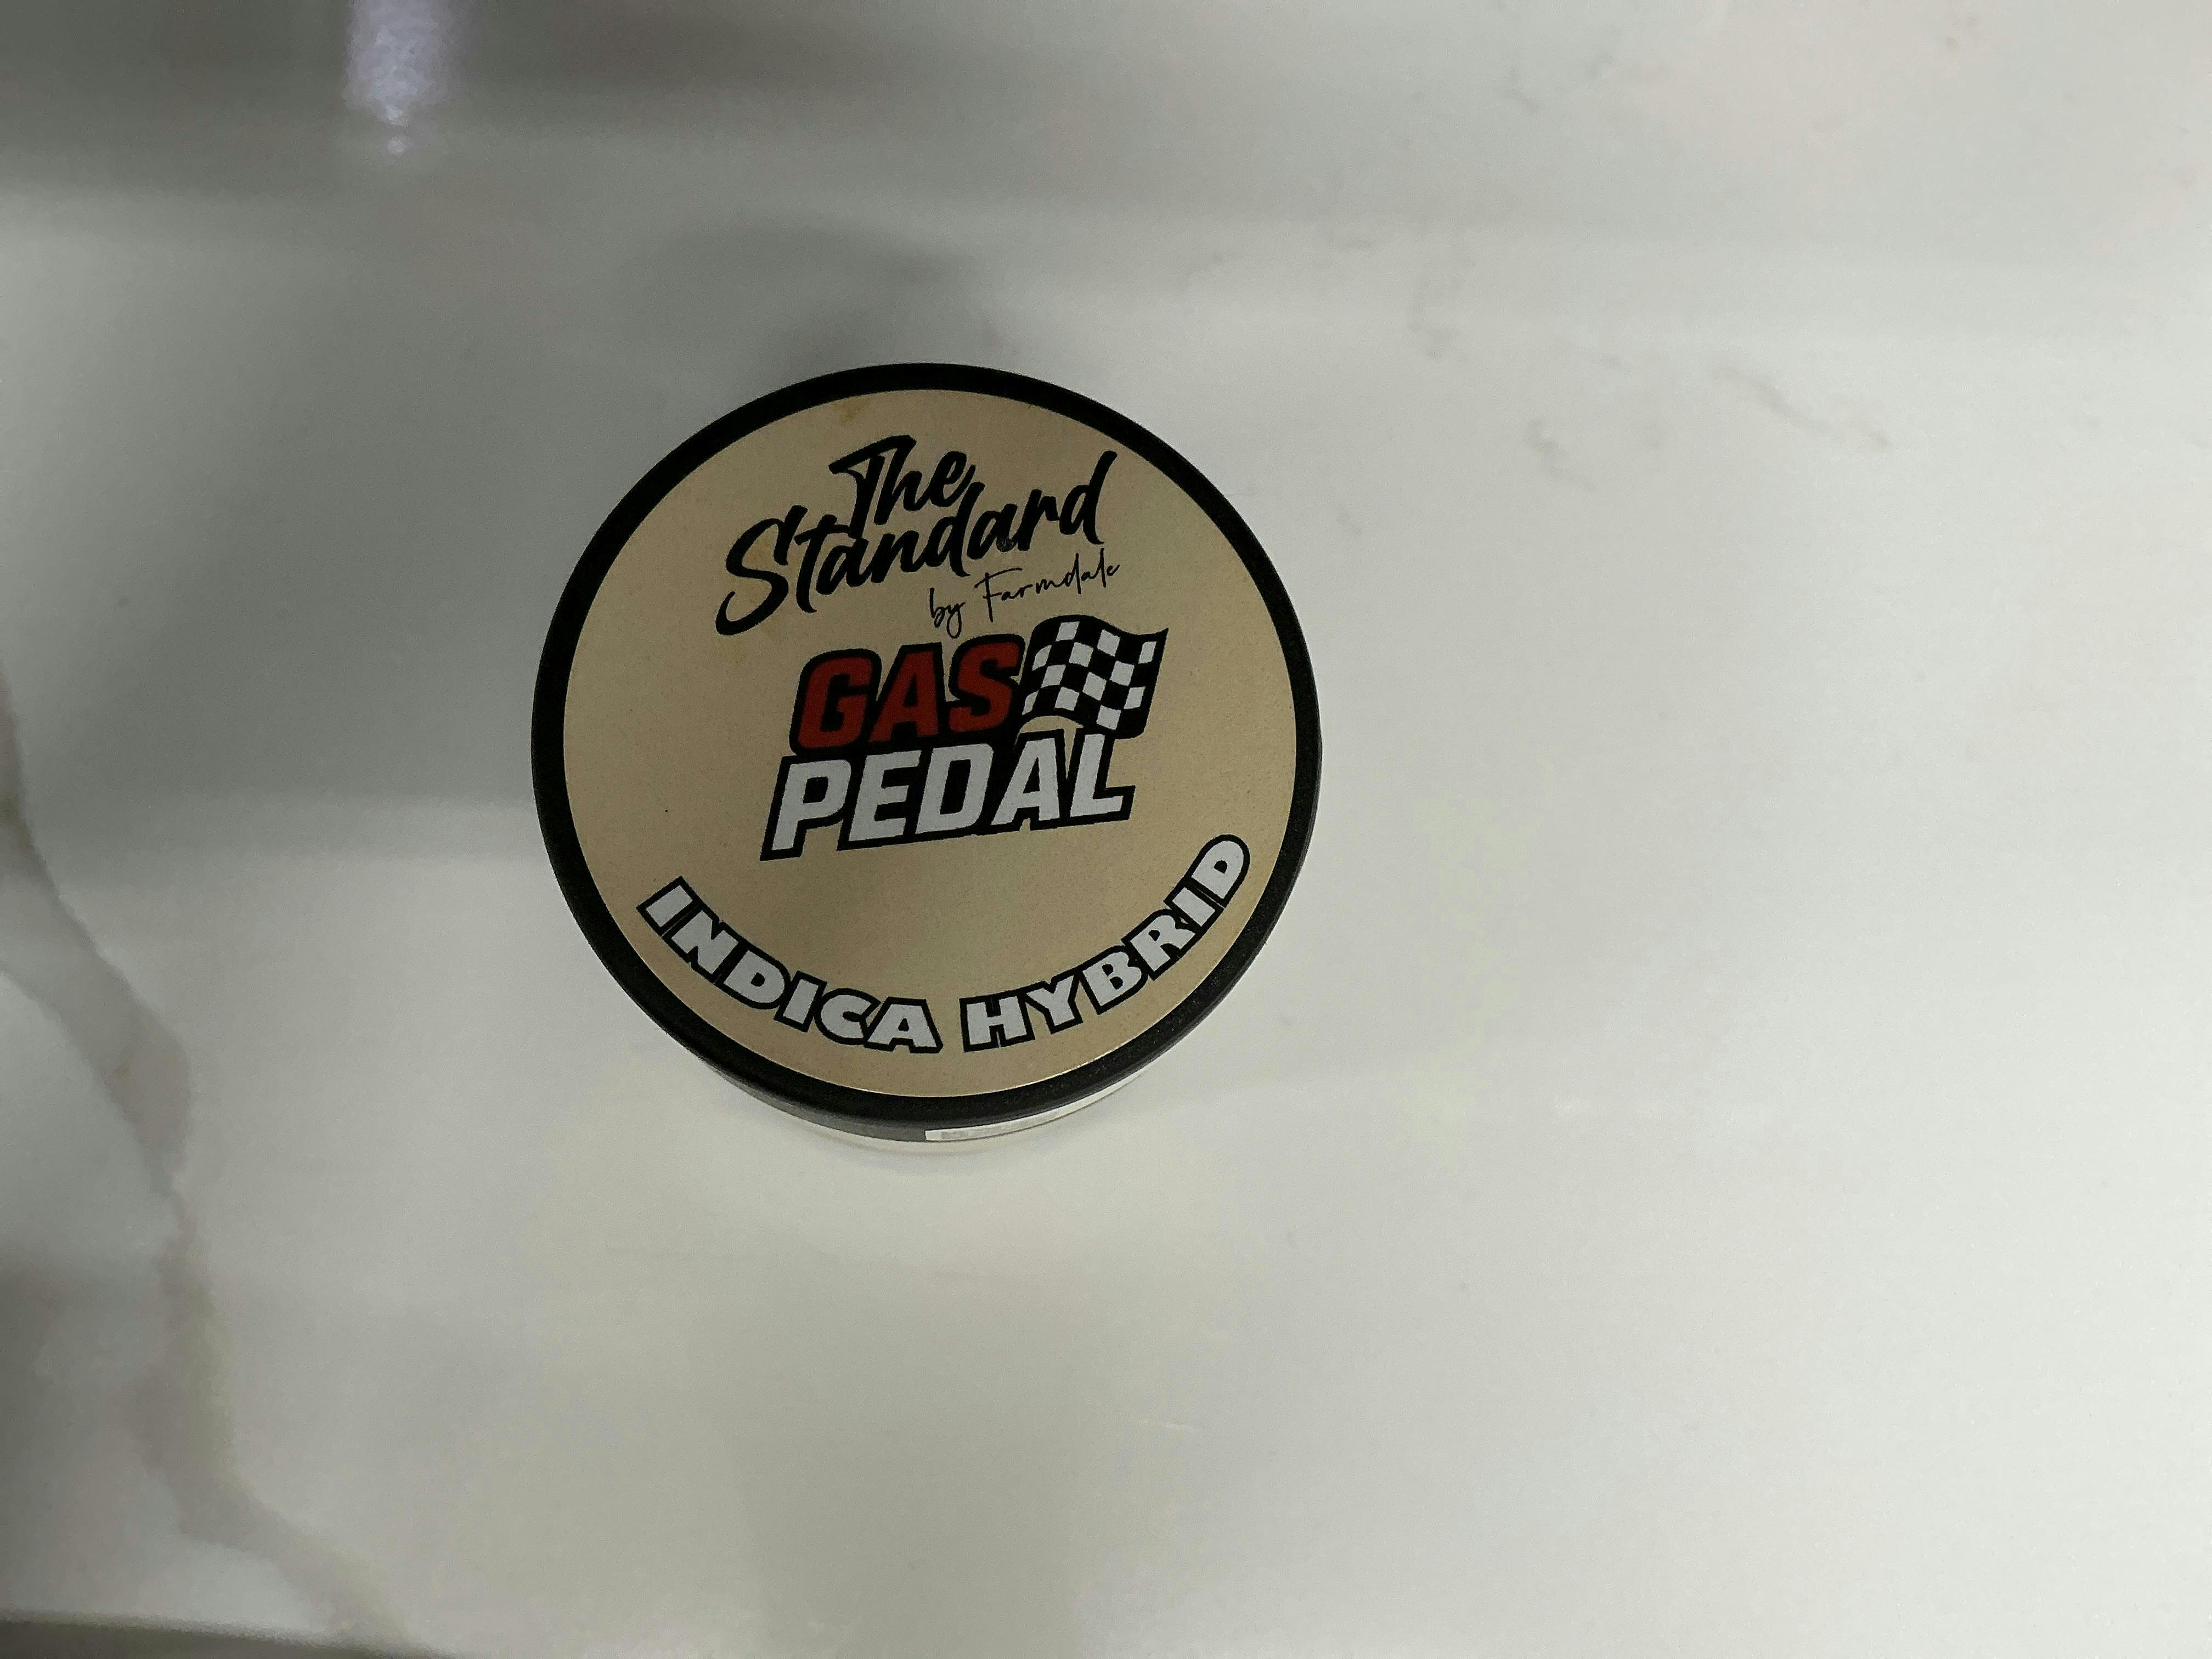 The
Standard
by Farmdale
GAS
PEDAL
INDICA HYBRID